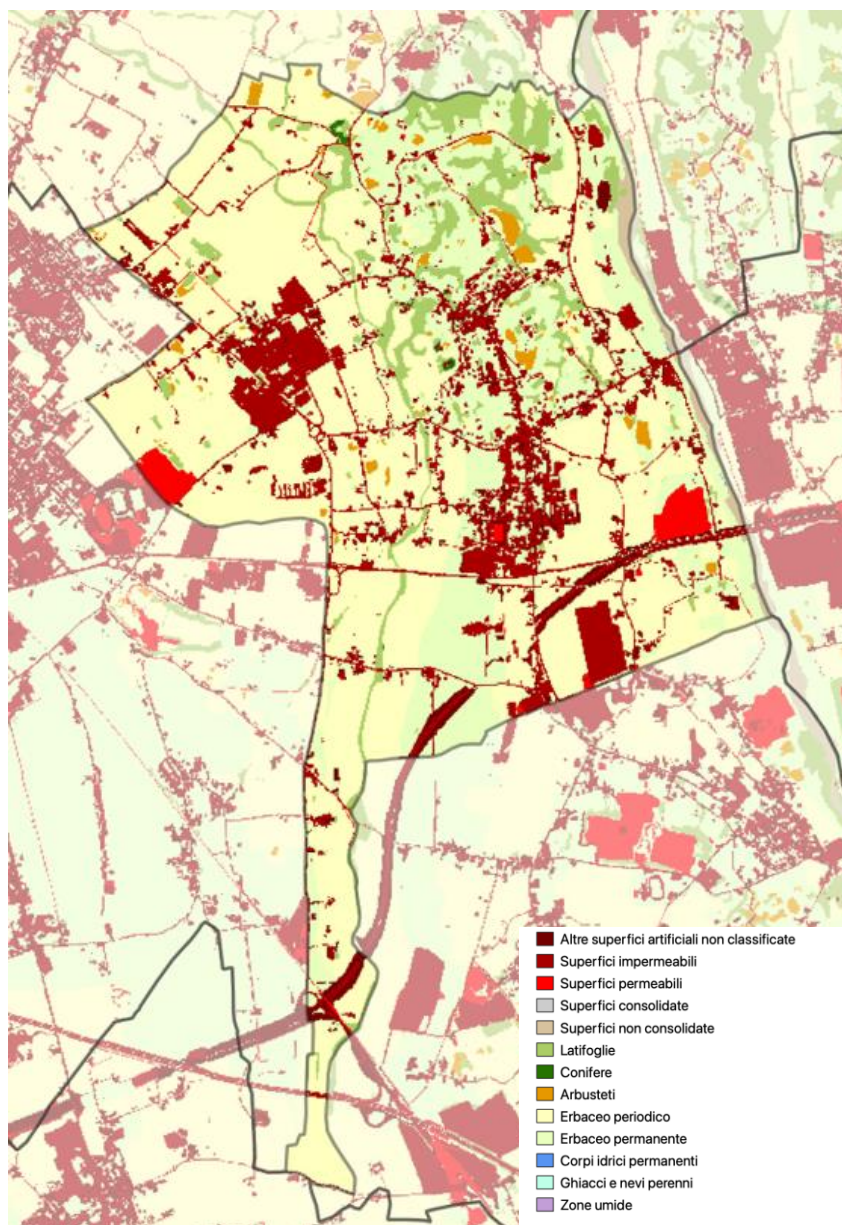 Altre superfici artificiali non classificate
Superfici impermeabili
Superfici permeabili
Superfici consolidate
Superfici non consolidate
Latifoglie
Conifere
Arbusteti
Erbaceo periodico
Erbaceo permanente
Corpi idrici permanenti
Ghiacci e nevi perenni
Zone umide